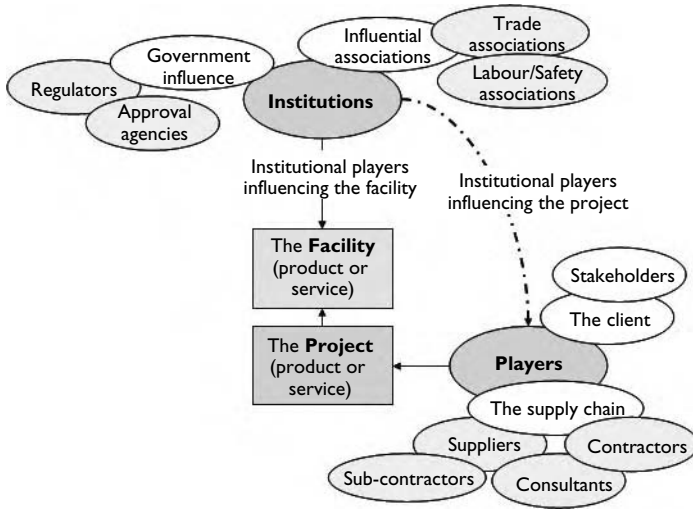 Government
influence
Influential
associations
Trade
associations
Regulators
Approval
agencies
Institutions
Labour/Safety
associations
Institutional players
influencing the facility
Institutional players
influencing the project
The Facility
(product or
service)
Stakeholders
The client
The Project
(product or
service)
Players
The supply chain
Suppliers
Contractors
Sub-contractors
Consultants